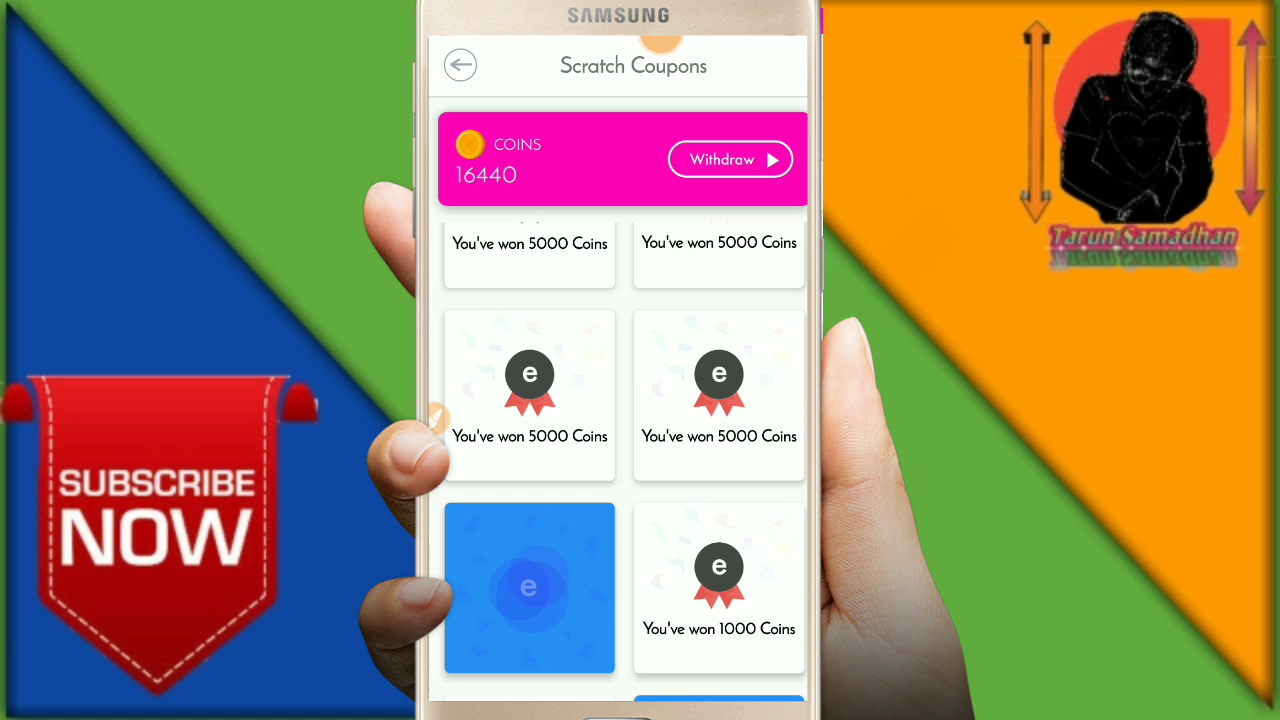 SAMSUNG
Scratch Coupons
COINS
16440
Withdraw
You've won 5000 Coins
You've won 5000 Coins
e
e
You've won 5000 Coins
You've won 5000 Coins
e
e
You've won 1000 Coins
SUBSCRIBE
NOW
Tarun Samadhan